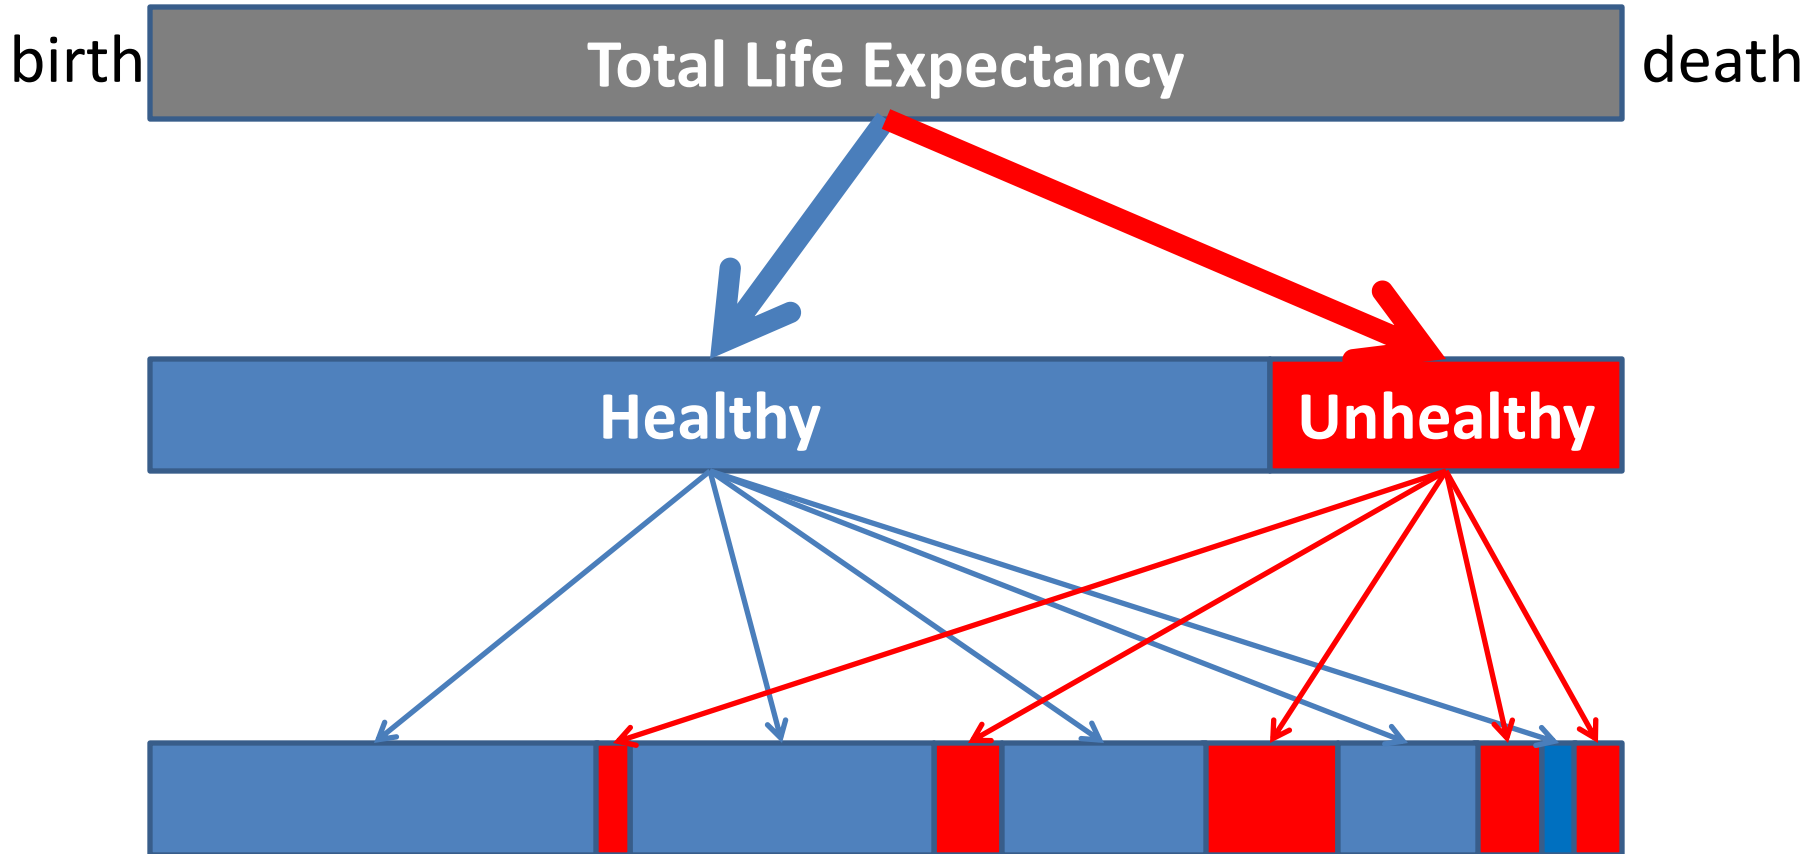 birth
Total Life Expectancy
death
Healthy
Unhealthy